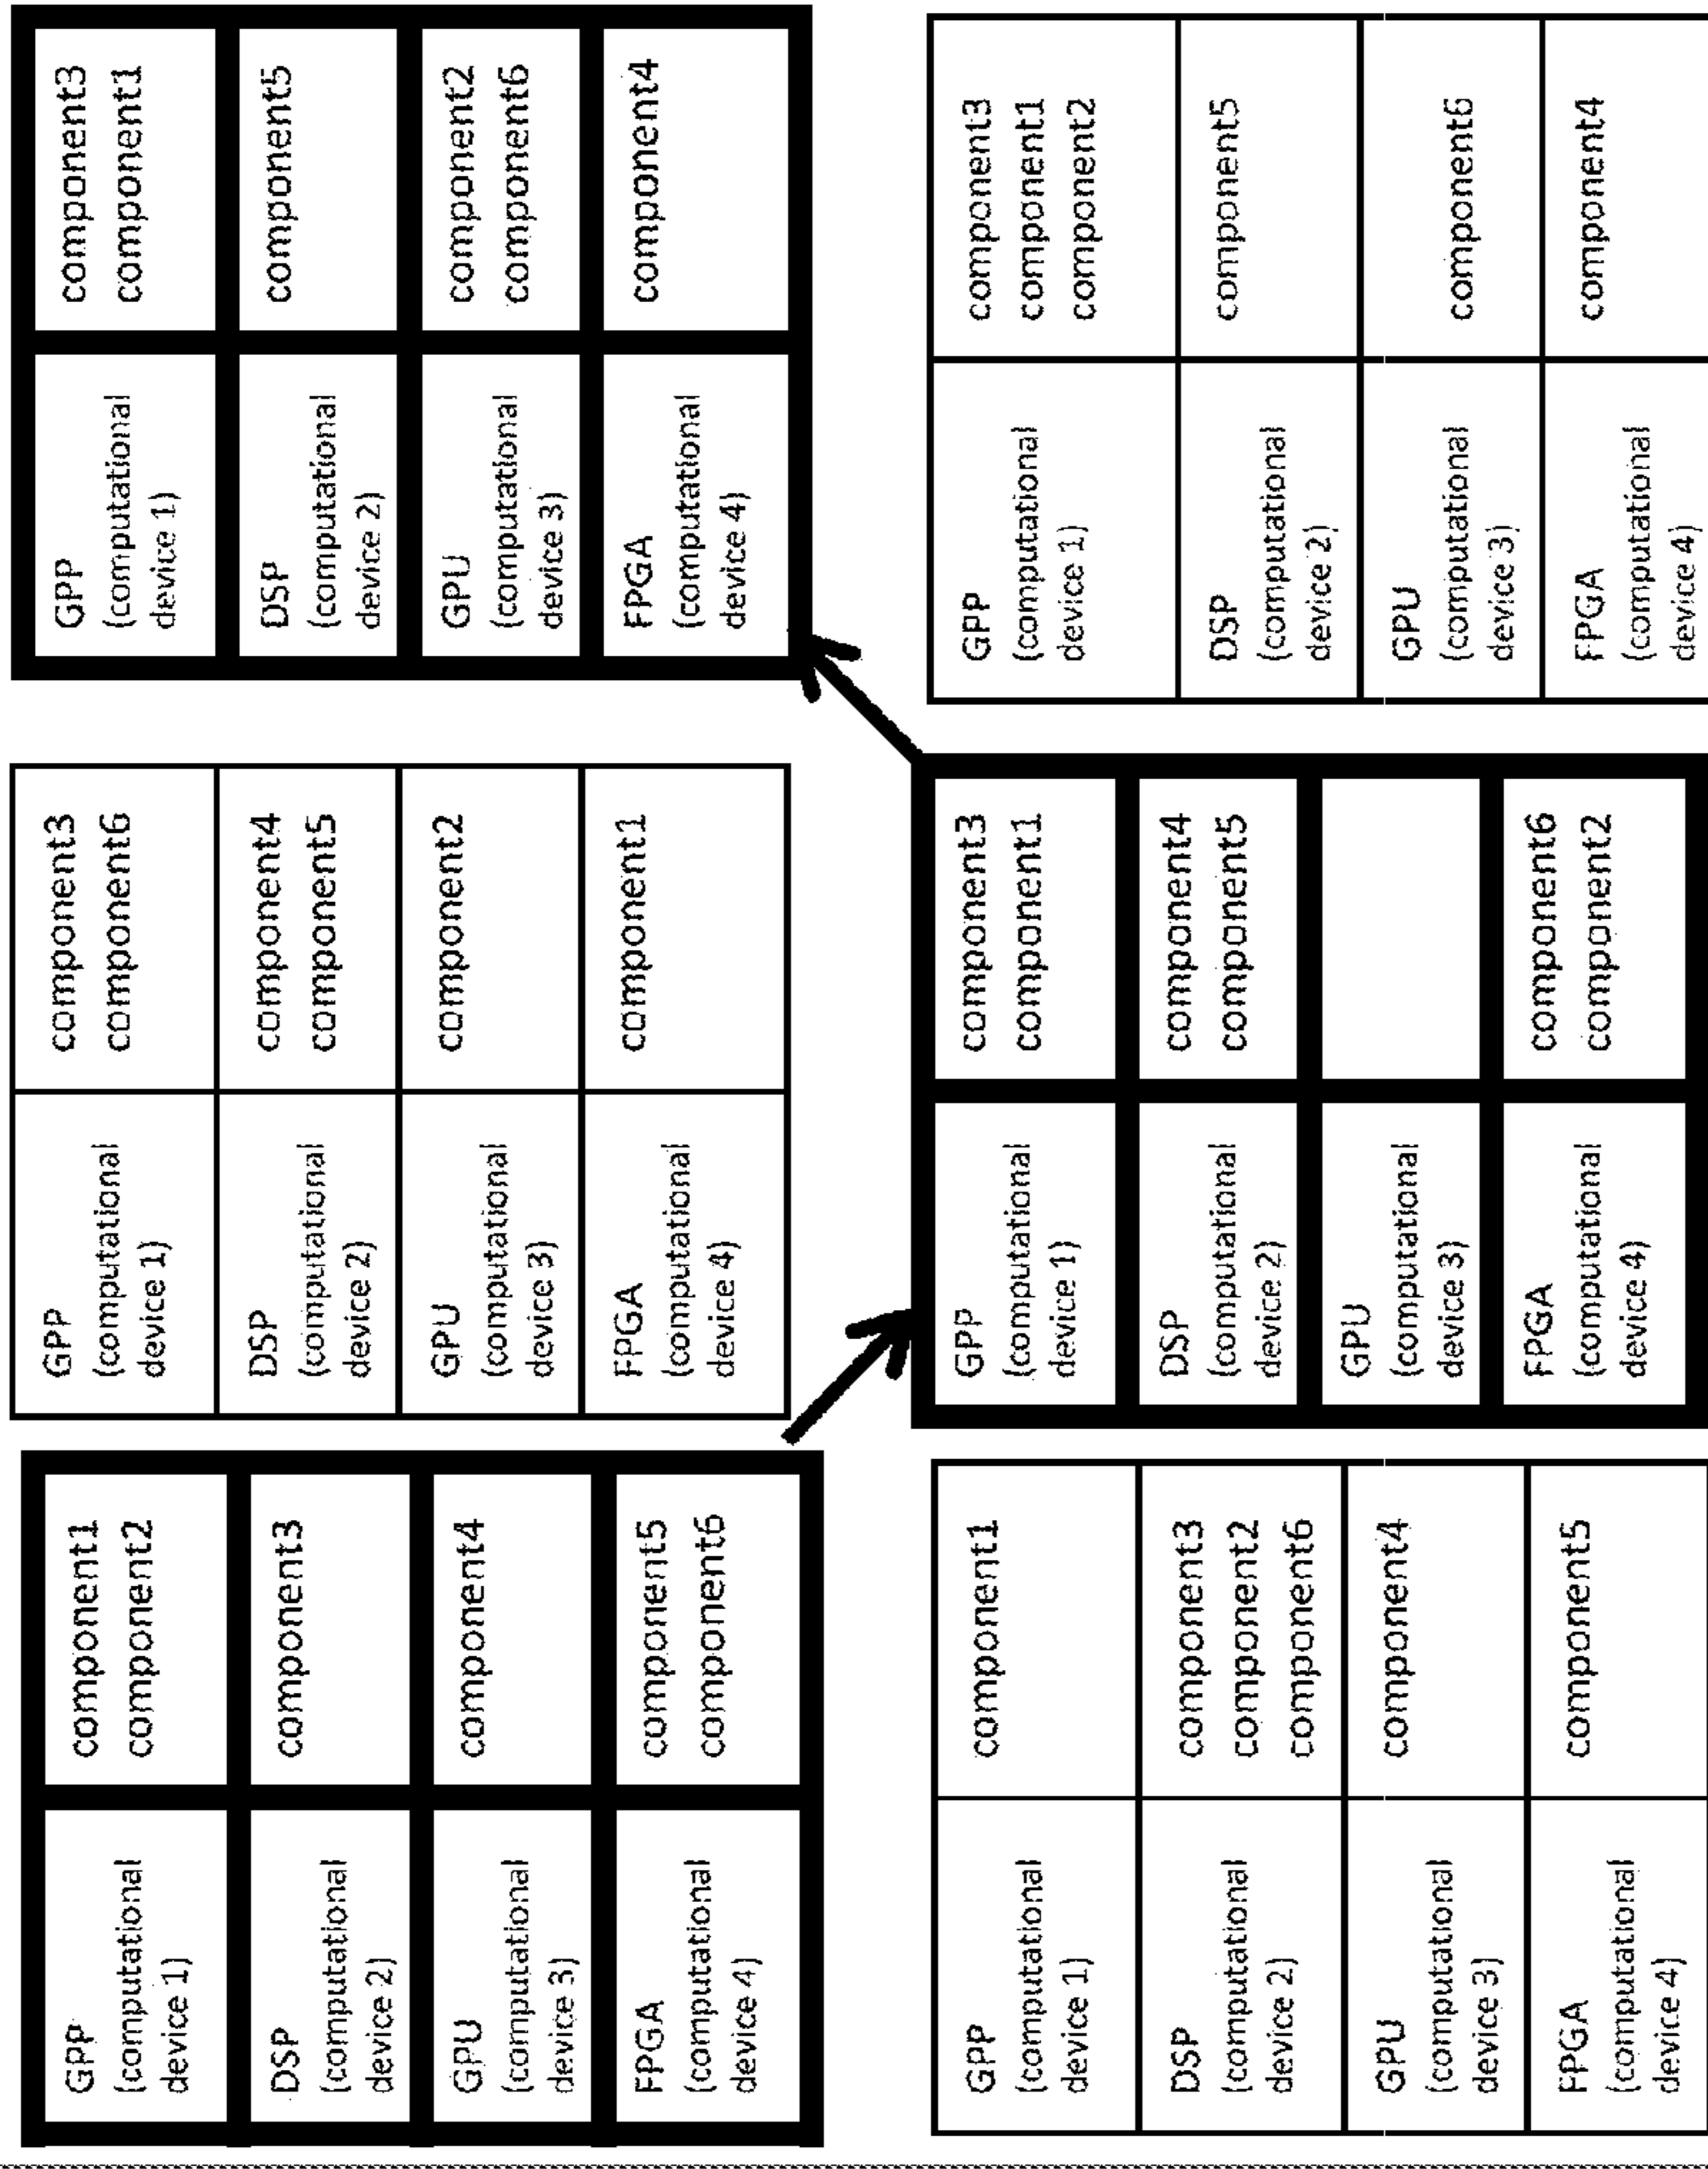 GPP
(computational
device 1)
component1
component2
DSP
(computational
device 2)
component3
GPU
(computational
device 3)
component4
FPGA
(computational
device 4)
component5
component6
GPP
(computational
device 1)
component3
component6
DSP
(computational
device 2)
component4
component5
GPU
(computational
device 3)
component2
FPGA
(computational
device 4)
component1
GPP
(computational
device 1)
component3
component1
DSP
(computational
device 2)
component5
GPU
(computational
device 3)
component2
component6
FPGA
(computational
device 4)
component4
GPP
(computational
device 1)
component1
DSP
(computational
device 2)
component3
component2
component6
GPU
(computational
device 3)
component4
FPGA
(computational
device 4)
component5
GPP
(computational
device 1)
component3
component1
DSP
(computational
device 2)
component4
component5
GPU
(computational
device 3)
FPGA
(computational
device 4)
component6
component2
GPP
(computational
device 1)
component3
component1
component2
DSP
(computational
device 2)
component5
GPU
(computational
device 3)
component6
FPGA
(computational
device 4)
component4